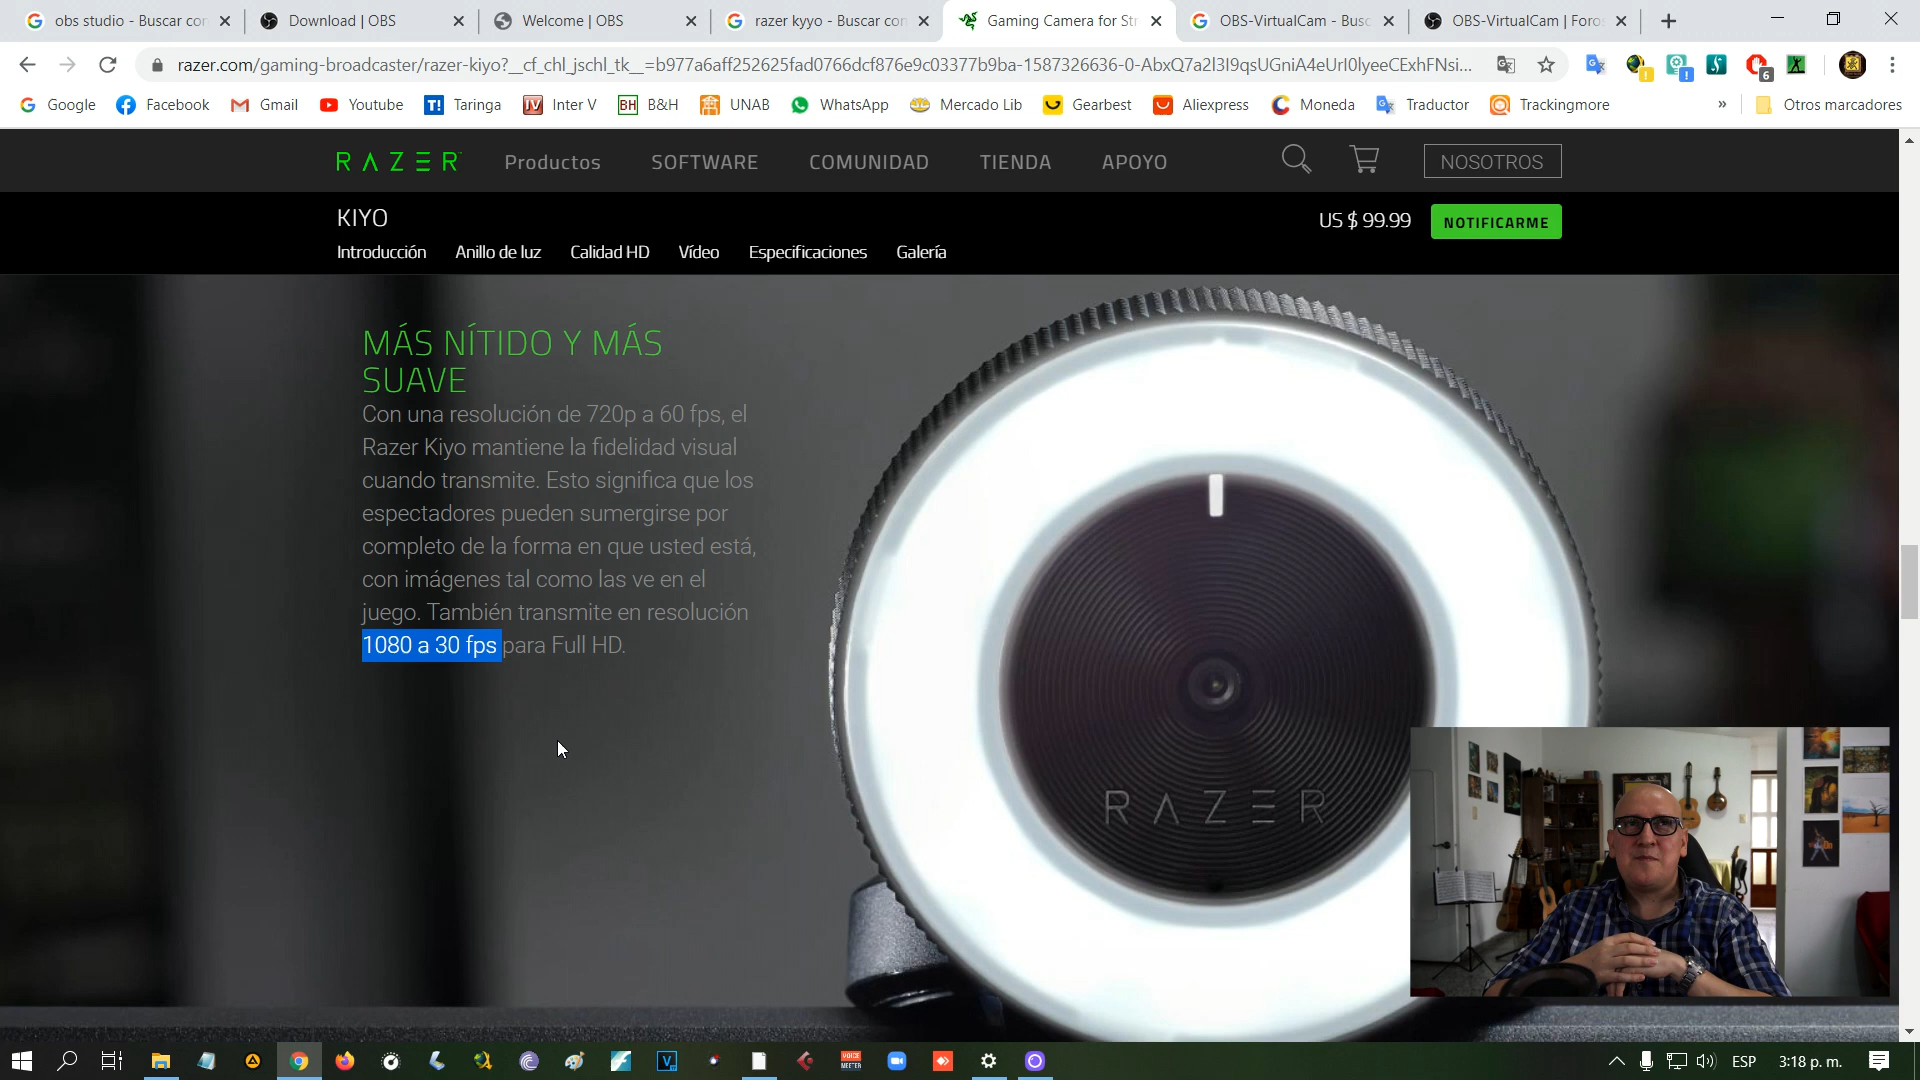 obs studio - Buscar con
Download | OBS
Welcome | OBS
razer kyyo - Buscar con
Gaming Camera for Str
OBS-VirtualCam - Busc
OBS-VirtualCam | Foros
razer.com/gaming-broadcaster/razer-kiyo?__cf_chl_jschl_tk__=b977a6aff252625fad0766dcf876e9c03377b9ba-1587326636-0-AbxQ7a2l3I9qsUGniA4eUrI0lyeeCExhFNsi...
6
Google
Facebook
Gmail
Youtube
Taringa
Inter V
B&H
UNAB
WhatsApp
Mercado Lib
Gearbest
Aliexpress
Moneda
Traductor
Trackingmore
»
Otros marcadores
RAZER
Productos
SOFTWARE
COMUNIDAD
TIENDA
APOYO
NOSOTROS
KIYO
US $ 99.99
NOTIFICARME
Introducción
Anillo de luz
Calidad HD
Vídeo
Especificaciones
Galería
MÁS NÍTIDO Y MÁS
SUAVE
Con una resolución de 720p a 60 fps, el
Razer Kiyo mantiene la fidelidad visual
cuando transmite. Esto significa que los
espectadores pueden sumergirse por
completo de la forma en que usted está,
con imágenes tal como las ve en el
juego. También transmite en resolución
1080 a 30 fps para Full HD.
RAZER
ESP
3:18 p. m.